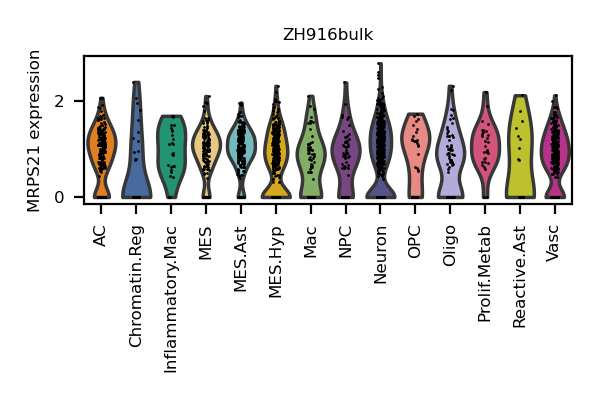 ZH916bulk
MRPS21 expression
2
0
AC
Chromatin.Reg
Inflammatory.Mac
MES
MES.Ast
MES.Hyp
Mac
NPC
Neuron
OPC
Oligo
Prolif.Metab
Reactive.Ast
Vasc